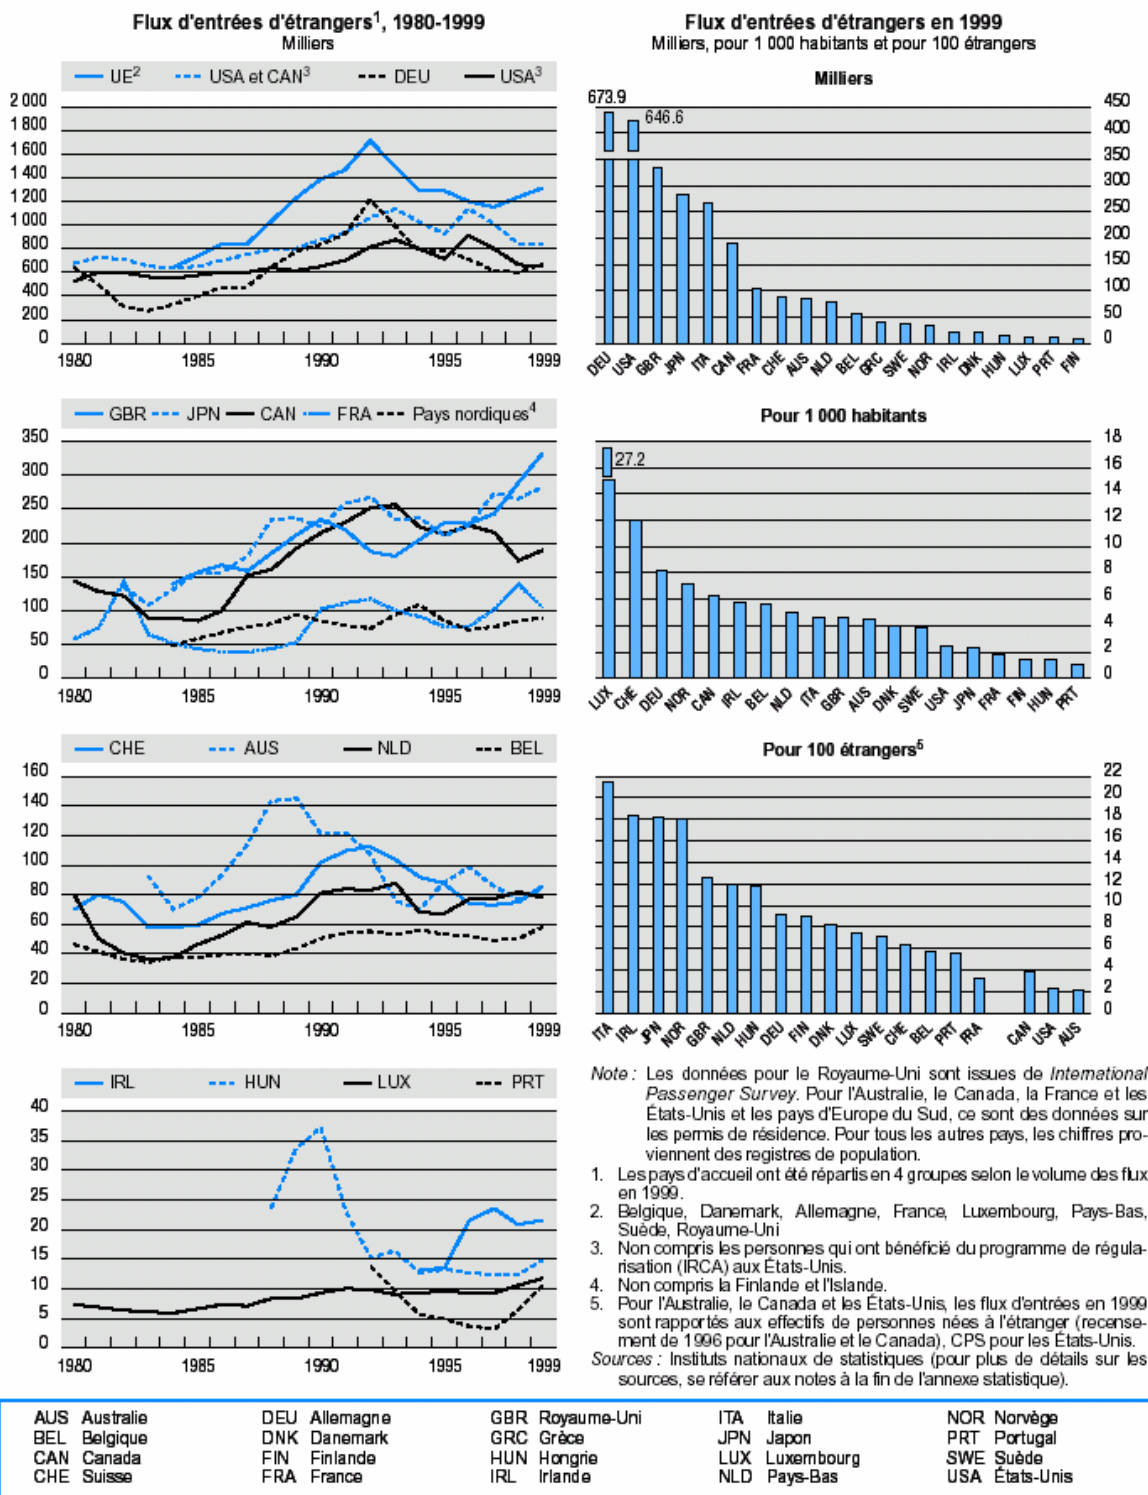 Flux d'entrées d'étrangers1, 1980-1999
Milliers
UE2 USA et CAN3 DEU USA3
2 000
1 800
1 600
1 400
1 200
1 000
800
600
400
200
0
1980 1985 1990 1995 1999
GBR JPN CAN FRA Pays nordiques4
350
300
250
200
150
100
50
0
1980 1985 1990 1995 1999
CHE AUS NLD BEL
160
140
120
100
80
60
40
20
0
1980 1985 1990 1995 1999
IRL HUN LUX PRT
40
35
30
25
20
15
10
5
0
1980 1985 1990 1995 1999
Flux d'entrées d'étrangers en 1999
Milliers, pour 1 000 habitants et pour 100 étrangers
Milliers
673.9
646.6
450
400
350
300
250
200
150
100
50
0
DEU USA GBR JPN ITA CAN FRA CHE AUS NLD BEL GRC SWE NOR IRL DNK HUN LUX PRT FIN
Pour 1 000 habitants
27.2
18
16
14
12
10
8
6
4
2
0
LUX CHE DEU NOR CAN IRL BEL NLD ITA GBR AUS DNK SWE USA JPN FRA FIN HUN PRT
Pour 100 étrangers5
22
20
18
16
14
12
10
8
6
4
2
0
ITA IRL JPN NOR GBR NLD HUN DEU FIN DNK LUX SWE CHE BEL PRT FRA CAN USA AUS
Note : Les données pour le Royaume-Uni sont issues de International
Passenger Survey. Pour l'Australie, le Canada, la France et les
États-Unis et les pays d'Europe du Sud, ce sont des données sur
les permis de résidence. Pour tous les autres pays, les chiffres pro-
viennent des registres de population.
1. Les pays d'accueil ont été répartis en 4 groupes selon le volume des flux
en 1999.
2. Belgique, Danemark, Allemagne, France, Luxembourg, Pays-Bas,
Suède, Royaume-Uni
3. Non compris les personnes qui ont bénéficié du programme de régula-
risation (IRCA) aux États-Unis.
4. Non compris la Finlande et l'Islande.
5. Pour l'Australie, le Canada et les États-Unis, les flux d'entrées en 1999
sont rapportés aux effectifs de personnes nées à l'étranger (recense-
ment de 1996 pour l'Australie et le Canada), CPS pour les États-Unis.
Sources : Instituts nationaux de statistiques (pour plus de détails sur les
sources, se référer aux notes à la fin de l'annexe statistique).
AUS Australie DEU Allemagne GBR Royaume-Uni ITA Italie NOR Norvège
BEL Belgique DNK Danemark GRC Grèce JPN Japon PRT Portugal
CAN Canada FIN Finlande HUN Hongrie LUX Luxembourg SWE Suède
CHE Suisse FRA France IRL Irlande NLD Pays-Bas USA États-Unis